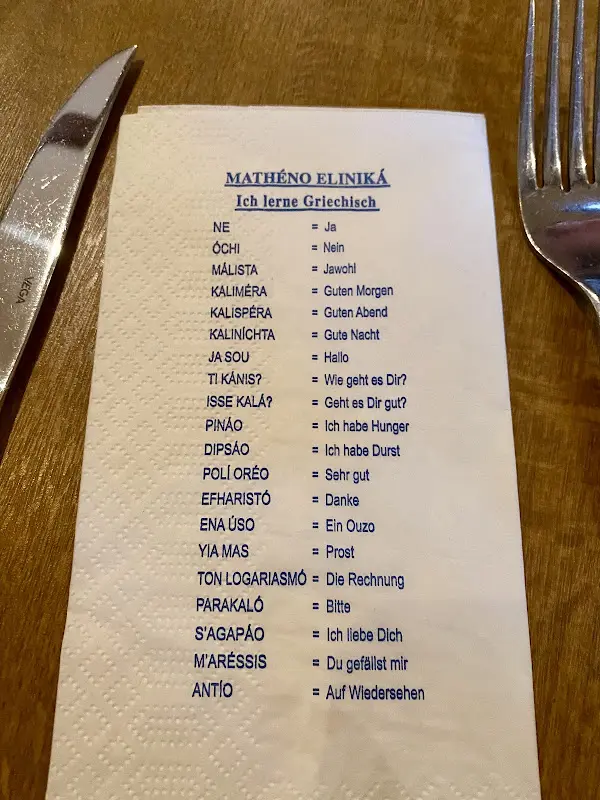 MATHÉNO ELINIKÁ
Ich lerne Griechisch
NE = Ja
ÓCHI = Nein
MÁLISTA = Jawohl
KALIMÉRA = Guten Morgen
KALISPÉRA = Guten Abend
KALINÍCHTA = Gute Nacht
JA SOU = Hallo
TI KÁNIS? = Wie geht es Dir?
ISSE KALÁ? = Geht es Dir gut?
PINÁO = Ich habe Hunger
DIPSÁO = Ich habe Durst
POLÍ ORÉO = Sehr gut
EFHARISTÓ = Danke
ENA ÚSO = Ein Ouzo
YIA MAS = Prost
TON LOGARIASMÓ = Die Rechnung
PARAKALÓ = Bitte
S'AGAPÁO = Ich liebe Dich
M'ARÉSSIS = Du gefällst mir
ANTÍO = Auf Wiedersehen
VEGA